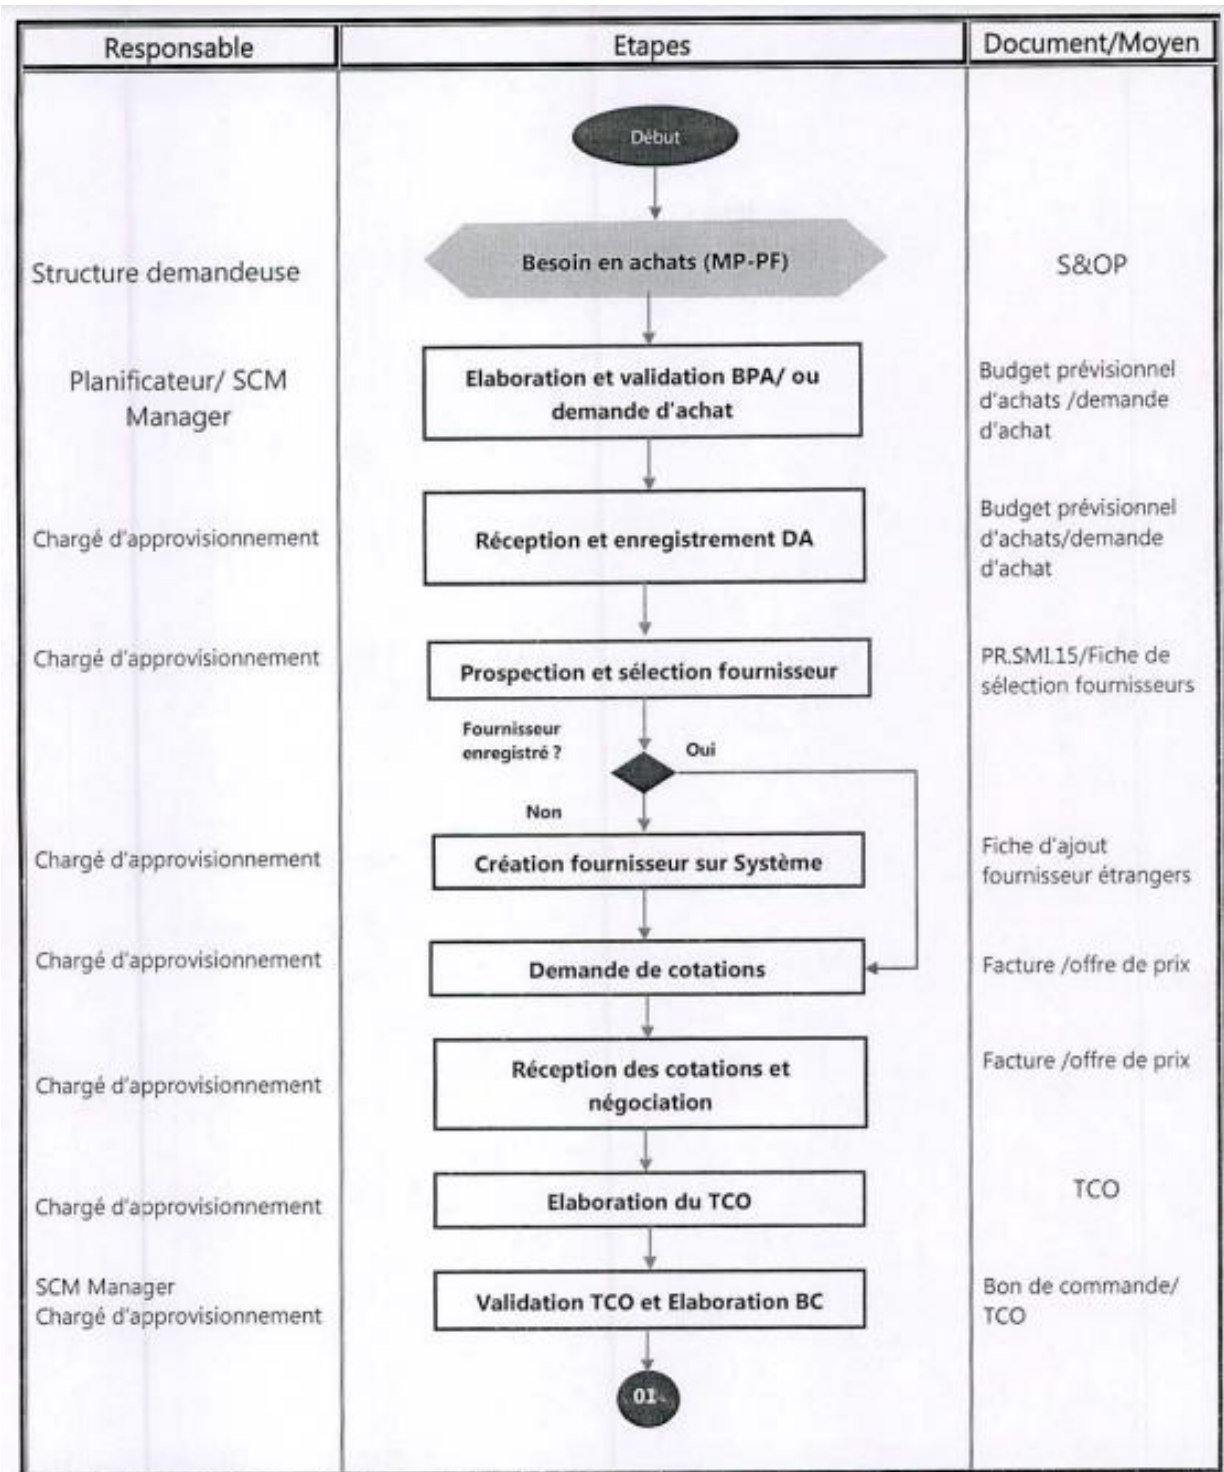 Responsable
Etapes
Document/Moyen
Début
Structure demandeuse
Besoin en achats (MP-PF)
S&OP
Planificateur/ SCM
Manager
Elaboration et validation BPA/ ou
demande d'achat
Budget prévisionnel
d'achats /demande
d'achat
Chargé d'approvisionnement
Réception et enregistrement DA
Budget prévisionnel
d'achats/demande
d'achat
Chargé d'approvisionnement
Prospection et sélection fournisseur
PR.SMI.15/Fiche de
sélection fournisseurs
Fournisseur
enregistré ?
Oui
Non
Chargé d'approvisionnement
Création fournisseur sur Système
Fiche d'ajout
fournisseur étrangers
Chargé d'approvisionnement
Demande de cotations
Facture /offre de prix
Chargé d'approvisionnement
Réception des cotations et
négociation
Facture /offre de prix
Chargé d'approvisionnement
Elaboration du TCO
TCO
SCM Manager
Chargé d'approvisionnement
Validation TCO et Elaboration BC
Bon de commande/
TCO
01